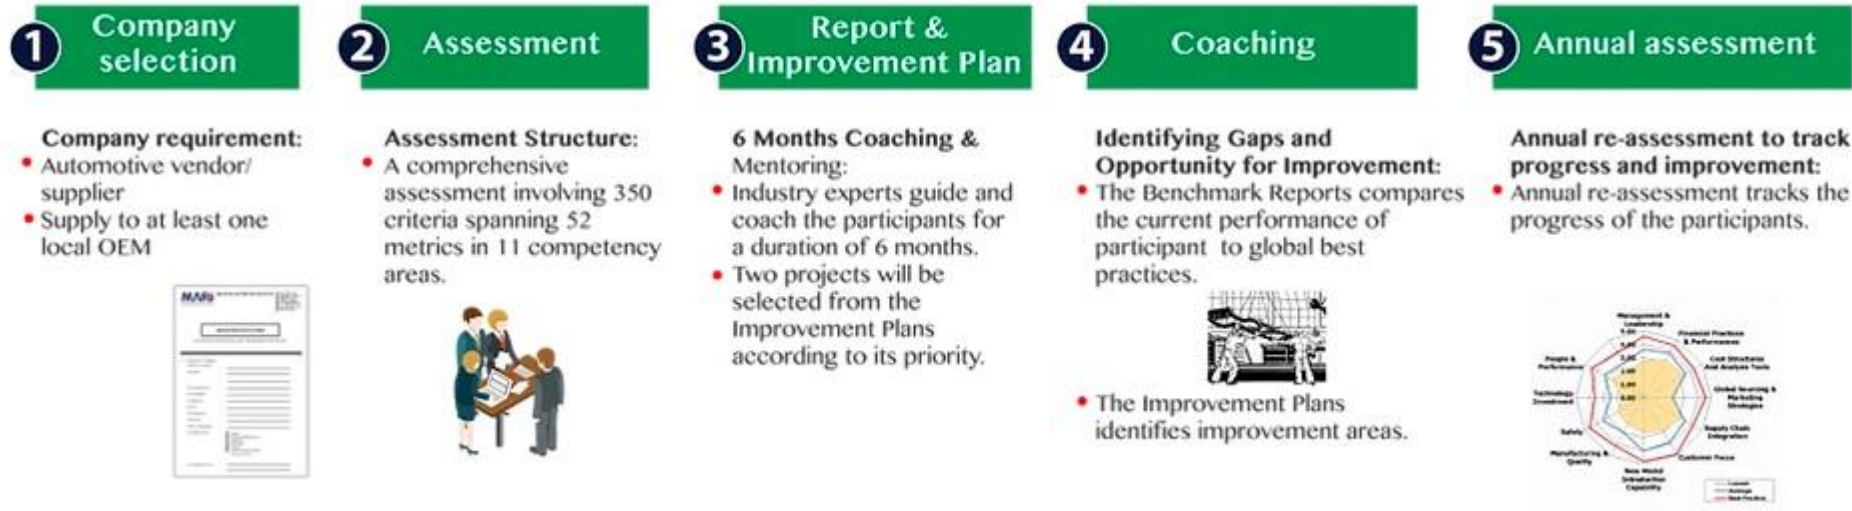 1
Company
selection
Company requirement:
• Automotive vendor/
supplier
• Supply to at least one
local OEM
2
Assessment
Assessment Structure:
• A comprehensive
assessment involving 350
criteria spanning 52
metrics in 11 competency
areas.
3
Report &
Improvement Plan
6 Months Coaching &
Mentoring:
• Industry experts guide and
coach the participants for
a duration of 6 months.
• Two projects will be
selected from the
Improvement Plans
according to its priority.
4
Coaching
Identifying Gaps and
Opportunity for Improvement:
• The Benchmark Reports compares
the current performance of
participant to global best
practices.
• The Improvement Plans
identifies improvement areas.
5
Annual assessment
Annual re-assessment to track
progress and improvement:
• Annual re-assessment tracks the
progress of the participants.
Management &
Leadership
Financial Practices
& Performances
Cost Structures
And Analysis Tools
Global Sourcing &
Marketing
Strategies
Supply Chain
Integration
Customer Focus
New Model
Introduction
Capability
Manufacturing &
Quality
Safety
Technology
Investment
People &
Performance